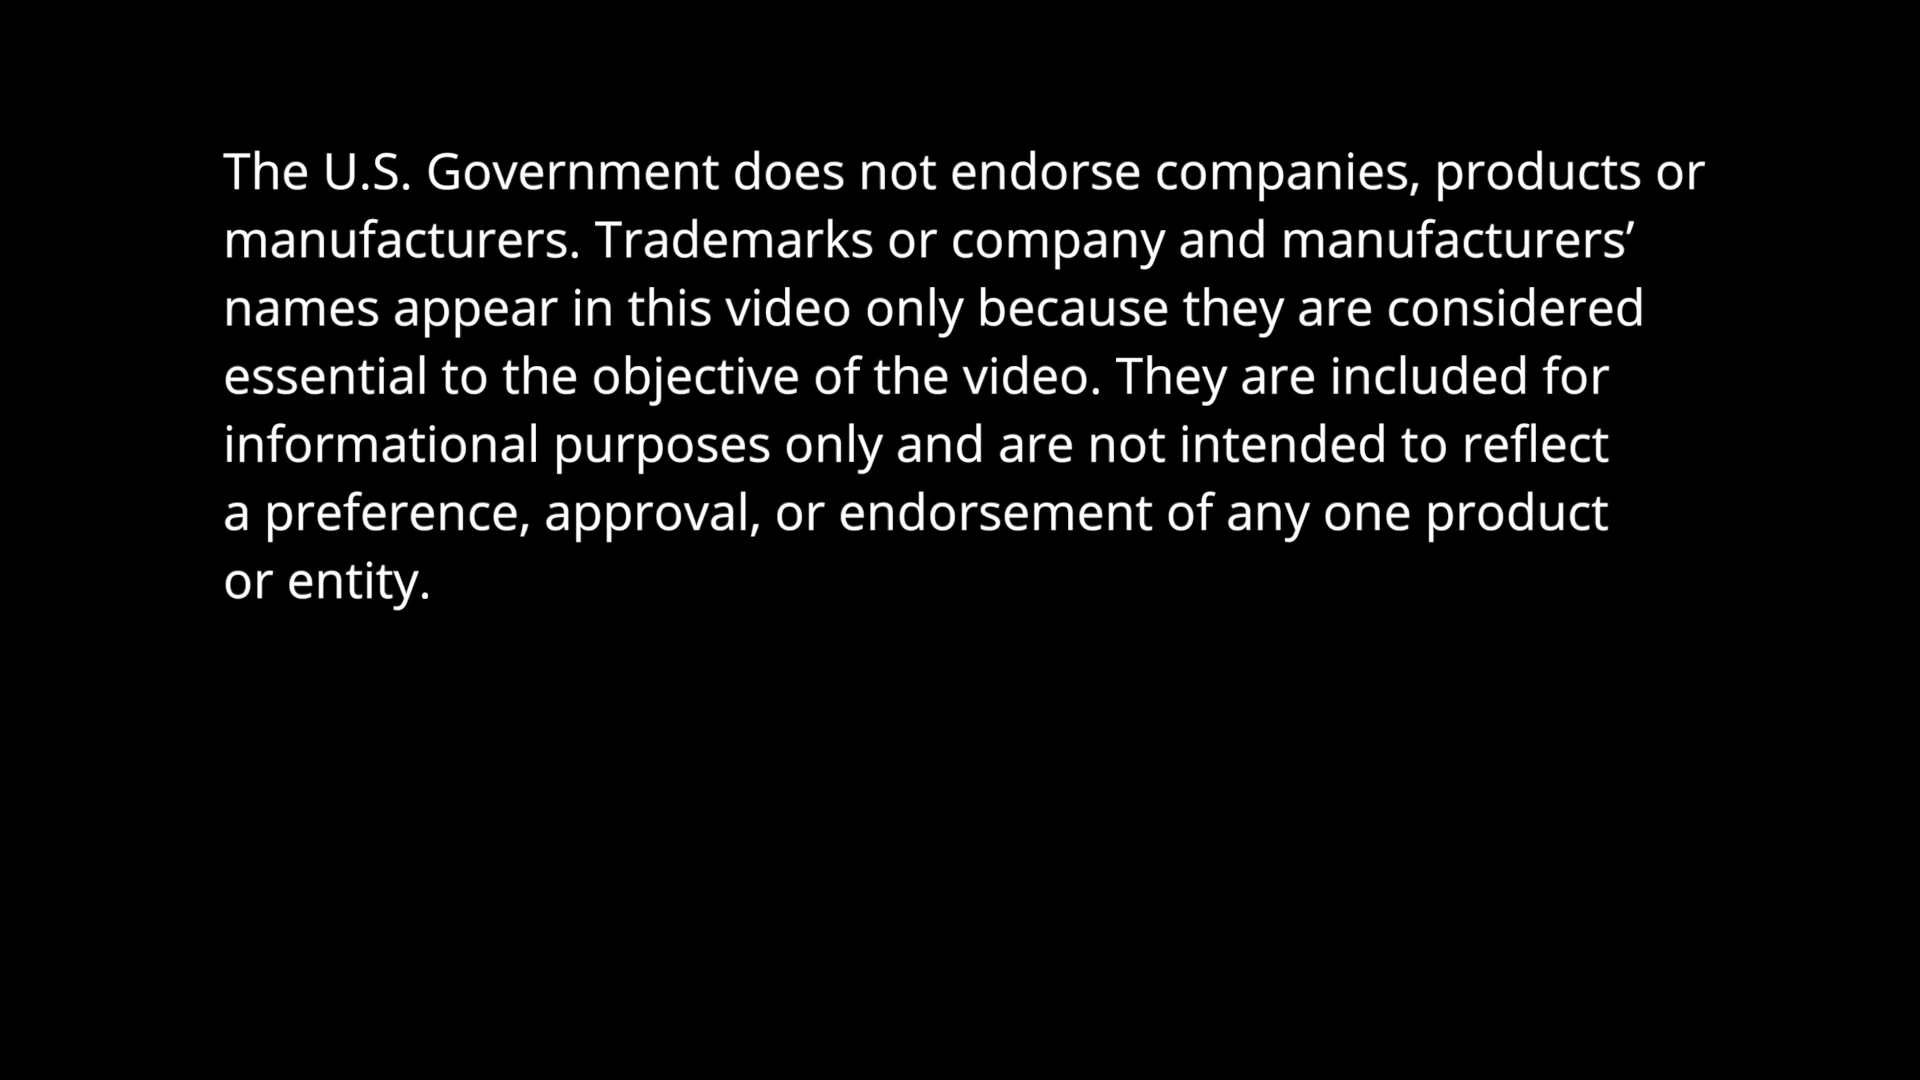 The U.S. Government does not endorse companies, products or
manufacturers. Trademarks or company and manufacturers’
names appear in this video only because they are considered
essential to the objective of the video. They are included for
informational purposes only and are not intended to reflect
a preference, approval, or endorsement of any one product
or entity.